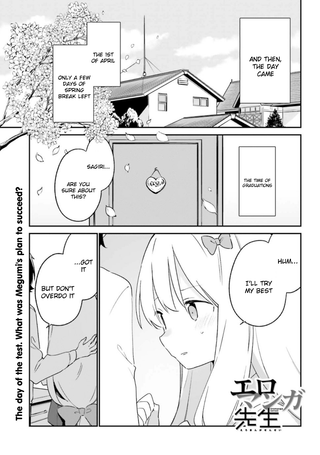 AND THEN,
THE DAY
CAME
THE 1ST
OF
APRIL
ONLY A FEW
DAYS OF
SPRING
BREAK LEFT
THE TIME OF
GRADUATIONS
SAGIRI...
ARE YOU
SURE ABOUT
THIS?
HUM...
I'LL TRY
MY BEST
...GOT
IT
BUT DON'T
OVERDO IT
The day of the test. What was Megumi's plan to succeed?
エロ
マンガ
先生